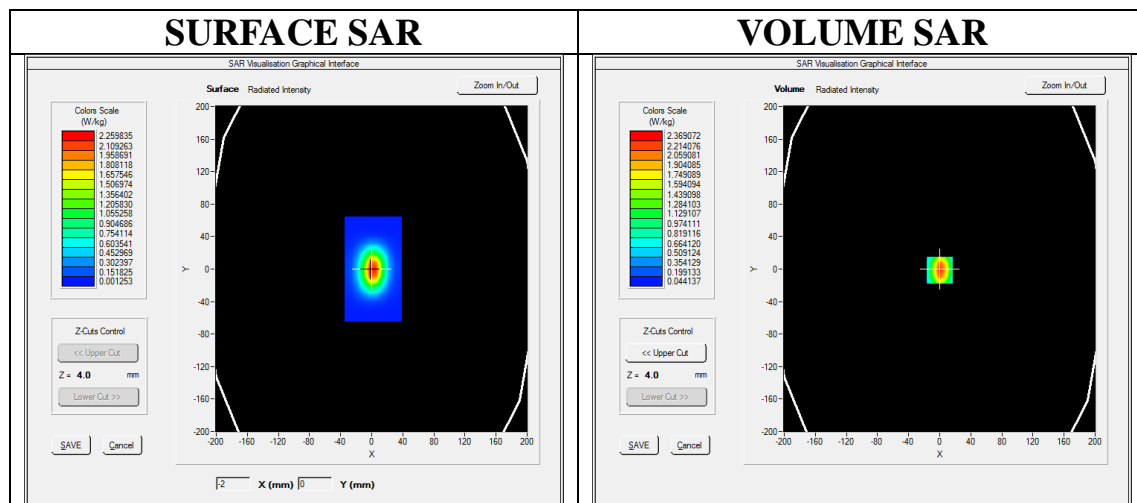 SURFACE SAR
SAR Visualisation Graphical Interface
Surface Radiated Intensity
Zoom In/Out
Colors Scale
(W/kg)
2.259835
2.109263
1.958691
1.808118
1.657546
1.506974
1.356402
1.205830
1.055258
0.904686
0.754114
0.603541
0.452969
0.302397
0.151825
0.001253
Z-Cuts Control
<< Upper Cut
Z = 4.0 mm
Lower Cut >>
SAVE Cancel
200
160
120
80
40
0
-40
-80
-120
-160
-200
Y
-200 -160 -120 -80 -40 0 40 80 120 160 200
X
-2 X (mm) 0 Y (mm)
VOLUME SAR
SAR Visualisation Graphical Interface
Volume Radiated Intensity
Zoom In/Out
Colors Scale
(W/kg)
2.369072
2.214076
2.059081
1.904085
1.749089
1.594094
1.439098
1.284103
1.129107
0.974111
0.819116
0.664120
0.509124
0.354129
0.199133
0.044137
Z-Cuts Control
<< Upper Cut
Z = 4.0 mm
Lower Cut >>
SAVE Cancel
200
160
120
80
40
0
-40
-80
-120
-160
-200
Y
-200 -160 -120 -80 -40 0 40 80 120 160 200
X